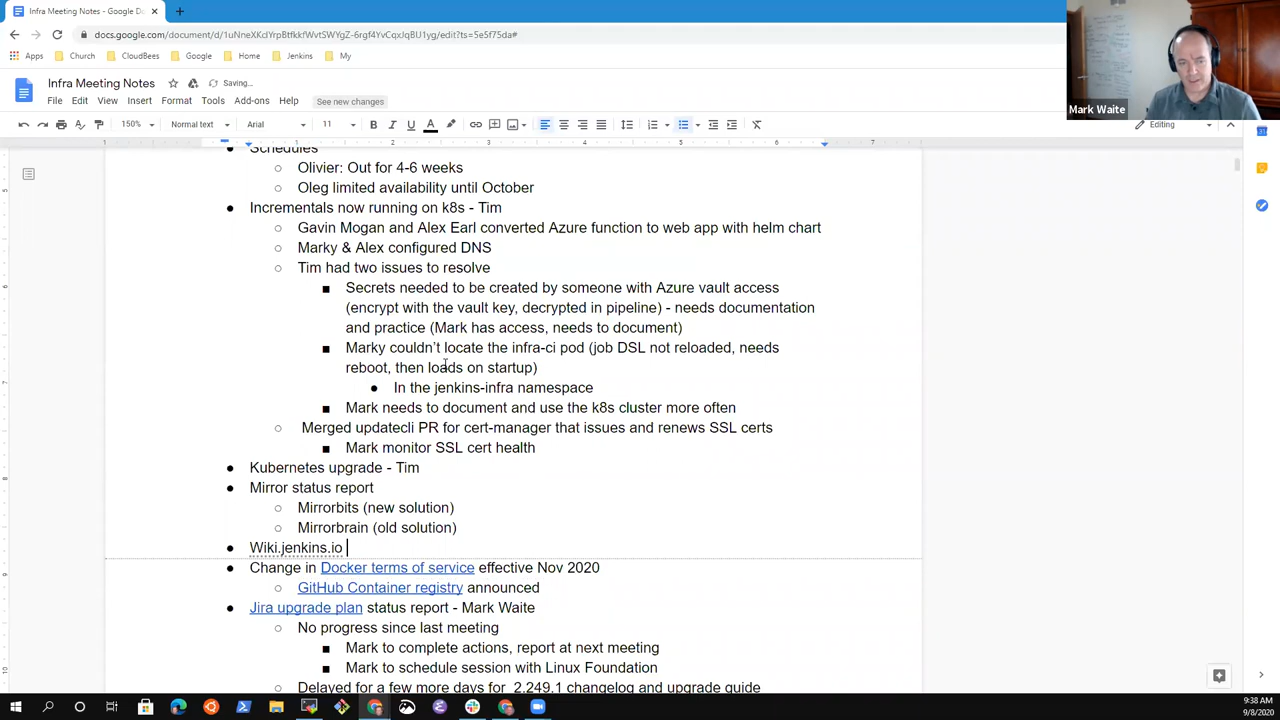 Infra Meeting Notes - Google D
docs.google.com/document/d/1uNneXKdYrpBtfkkfWvtSWYgZ-6rgf4YvCqxJqBU1yg/edit?ts=5e5f75da#
Apps Church CloudBees Google Home Jenkins My
Infra Meeting Notes Saving...
File Edit View Insert Format Tools Add-ons Help See new changes
150% Normal text Arial 11 B I U A Editing
Mark Waite
1 1 2 3 4 5 6 7
Schedules
Olivier: Out for 4-6 weeks
Oleg limited availability until October
Incrementals now running on k8s - Tim
Gavin Mogan and Alex Earl converted Azure function to web app with helm chart
Marky & Alex configured DNS
Tim had two issues to resolve
Secrets needed to be created by someone with Azure vault access
(encrypt with the vault key, decrypted in pipeline) - needs documentation
and practice (Mark has access, needs to document)
Marky couldn't locate the infra-ci pod (job DSL not reloaded, needs
reboot, then loads on startup)
In the jenkins-infra namespace
Mark needs to document and use the k8s cluster more often
Merged updatecli PR for cert-manager that issues and renews SSL certs
Mark monitor SSL cert health
Kubernetes upgrade - Tim
Mirror status report
Mirrorbits (new solution)
Mirrorbrain (old solution)
Wiki.jenkins.io
Change in Docker terms of service effective Nov 2020
GitHub Container registry announced
Jira upgrade plan status report - Mark Waite
No progress since last meeting
Mark to complete actions, report at next meeting
Mark to schedule session with Linux Foundation
Delayed for a few more days for 2.249.1 changelog and upgrade guide
9:38 AM
9/8/2020